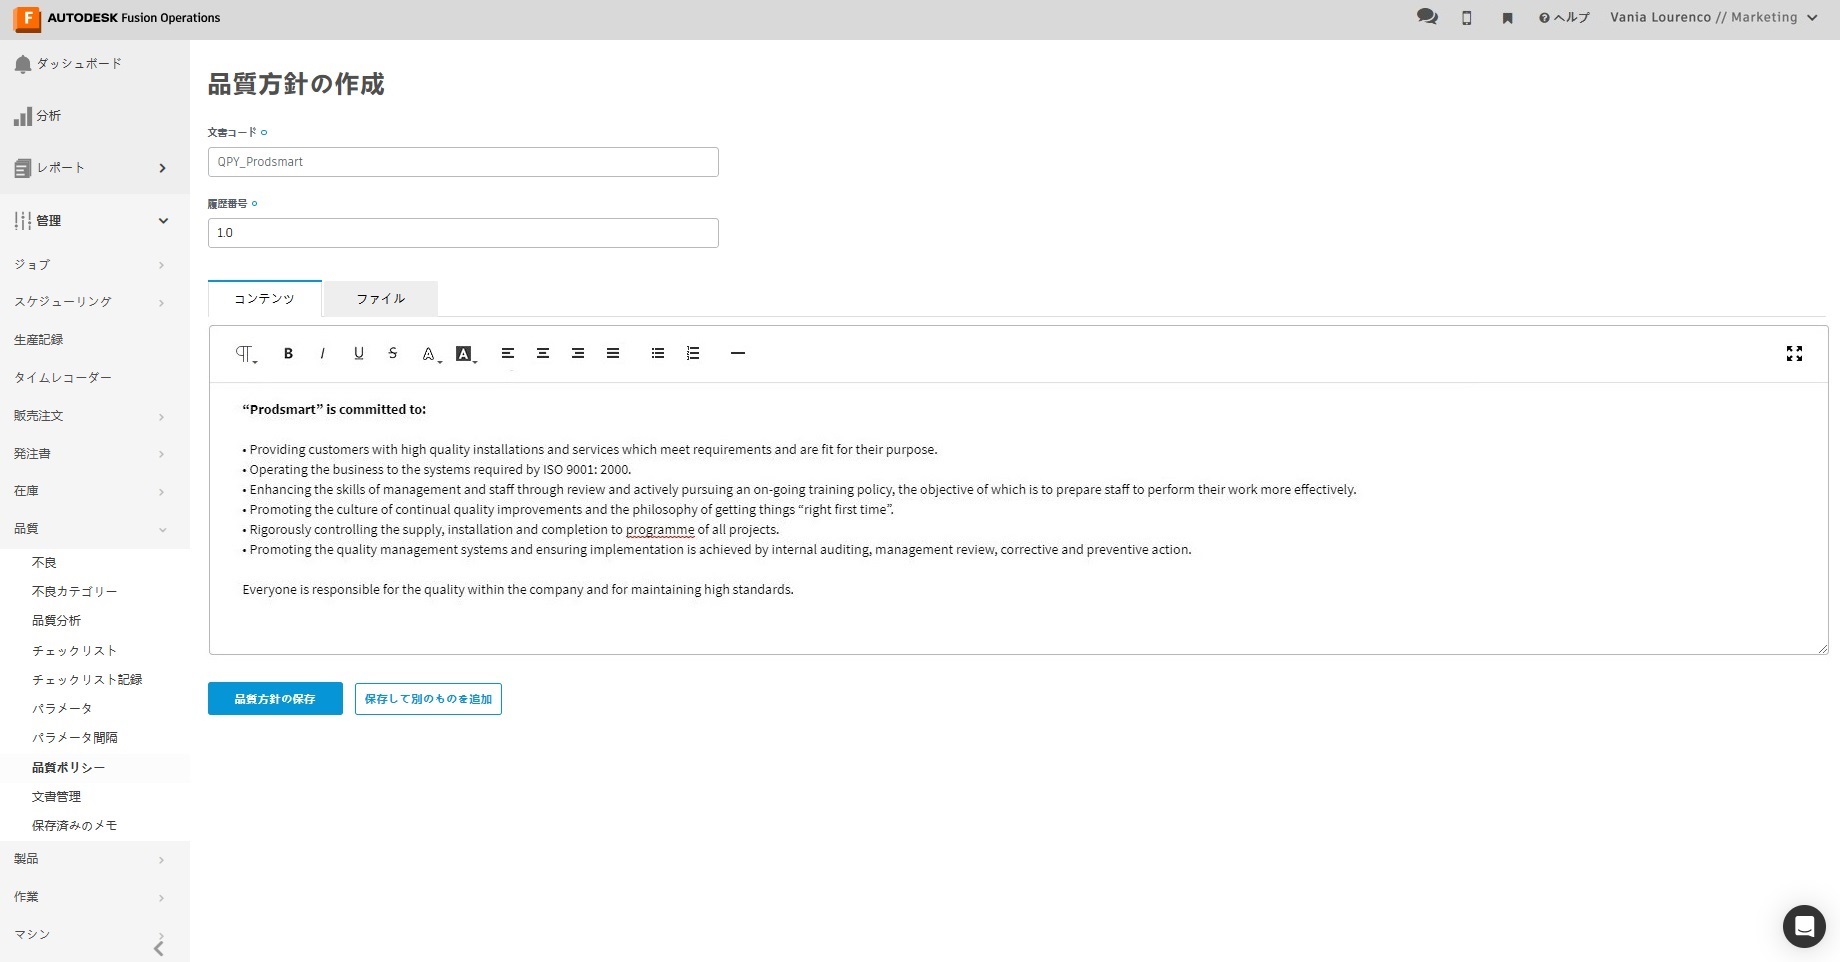 AUTODESK Fusion Operations
ヘルプ
Vania Lourenco // Marketing
ダッシュボード
分析
レポート
管理
ジョブ
スケジューリング
生産記録
タイムレコーダー
販売注文
発注書
在庫
品質
不良
不良カテゴリー
品質分析
チェックリスト
チェックリスト記録
パラメータ
パラメータ間隔
品質ポリシー
文書管理
保存済みのメモ
製品
作業
マシン
品質方針の作成
文書コード
QPY_Prodsmart
履歴番号
1.0
コンテンツ ファイル
B I U S A A
“Prodsmart” is committed to:
• Providing customers with high quality installations and services which meet requirements and are fit for their purpose.
• Operating the business to the systems required by ISO 9001: 2000.
• Enhancing the skills of management and staff through review and actively pursuing an on-going training policy, the objective of which is to prepare staff to perform their work more effectively.
• Promoting the culture of continual quality improvements and the philosophy of getting things “right first time”.
• Rigorously controlling the supply, installation and completion to programme of all projects.
• Promoting the quality management systems and ensuring implementation is achieved by internal auditing, management review, corrective and preventive action.
Everyone is responsible for the quality within the company and for maintaining high standards.
品質方針の保存 保存して別のものを追加